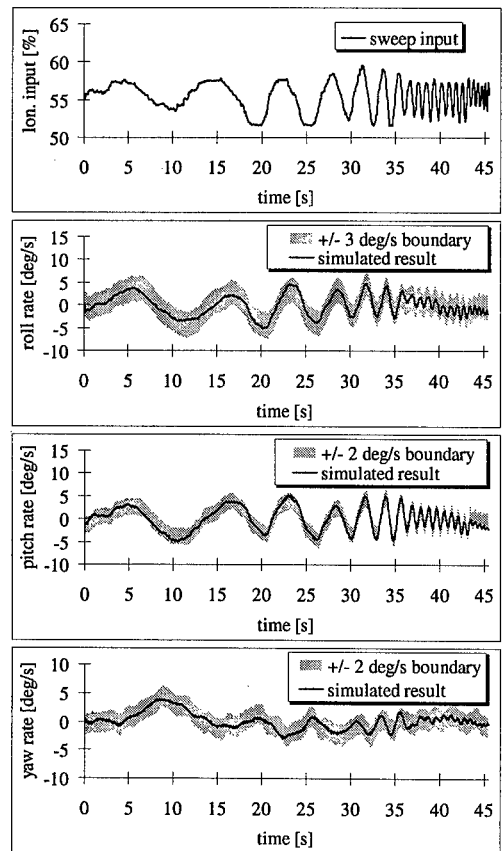 65
60
55
50
lon. input [%]
sweep input
0 5 10 15 20 25 30 35 40 45
time [s]
15
10
5
0
-5
-10
roll rate [deg/s]
+/- 3 deg/s boundary
simulated result
0 5 10 15 20 25 30 35 40 45
time [s]
15
10
5
0
-5
-10
pitch rate [deg/s]
+/- 2 deg/s boundary
simulated result
0 5 10 15 20 25 30 35 40 45
time [s]
10
5
0
-5
-10
yaw rate [deg/s]
+/- 2 deg/s boundary
simulated result
0 5 10 15 20 25 30 35 40 45
time [s]